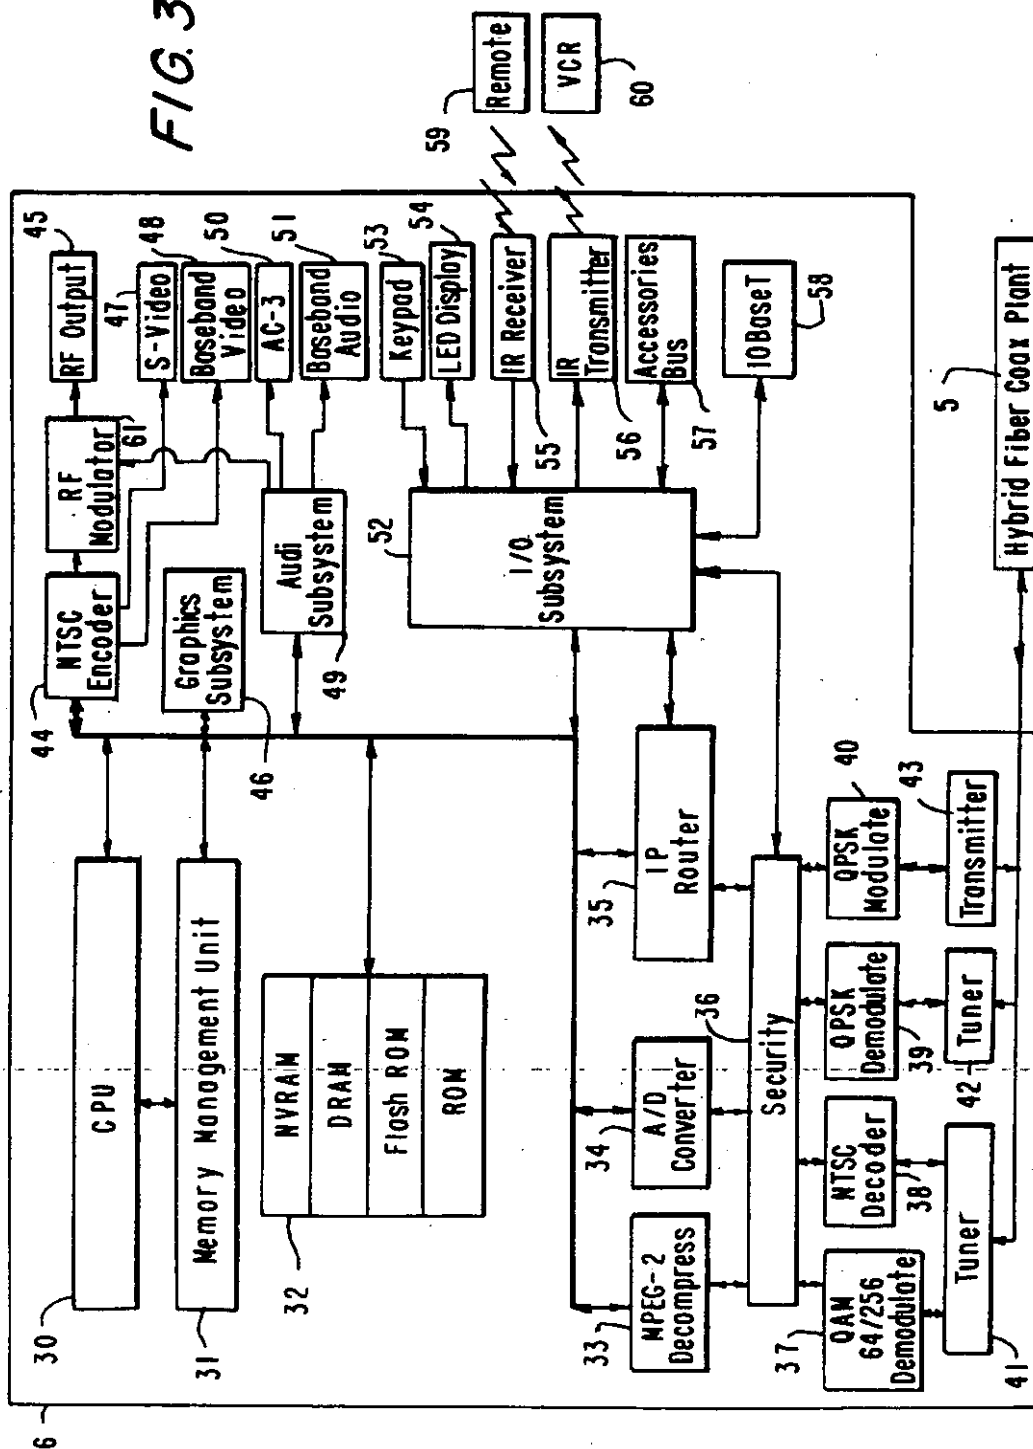 FIG. 3
6
30
CPU
31
Memory Management Unit
32
NVRAM
DRAM
Flash ROM
ROM
44
NTSC
Encoder
RF
Modulator
61
RF Output
45
47
S-Video
48
Baseband
Video
50
AC-3
51
Baseband
Audio
Graphics
Subsystem
46
Audi
Subsystem
49
53
Keypad
54
LED Display
IR Receiver
55
IR
Transmitter
56
Accessories
Bus
57
10BaseT
58
59
Remote
VCR
60
52
I/O
Subsystem
33
MPEG-2
Decompress
34
A/D
Converter
35
IP
Router
36
Security
37
QAM
64/256
Demodulate
NTSC
Decoder
38
QPSK
Demodulate
39
QPSK
Modulate
40
Tuner
41
Tuner
42
Transmitter
43
5
Hybrid Fiber Coax Plant